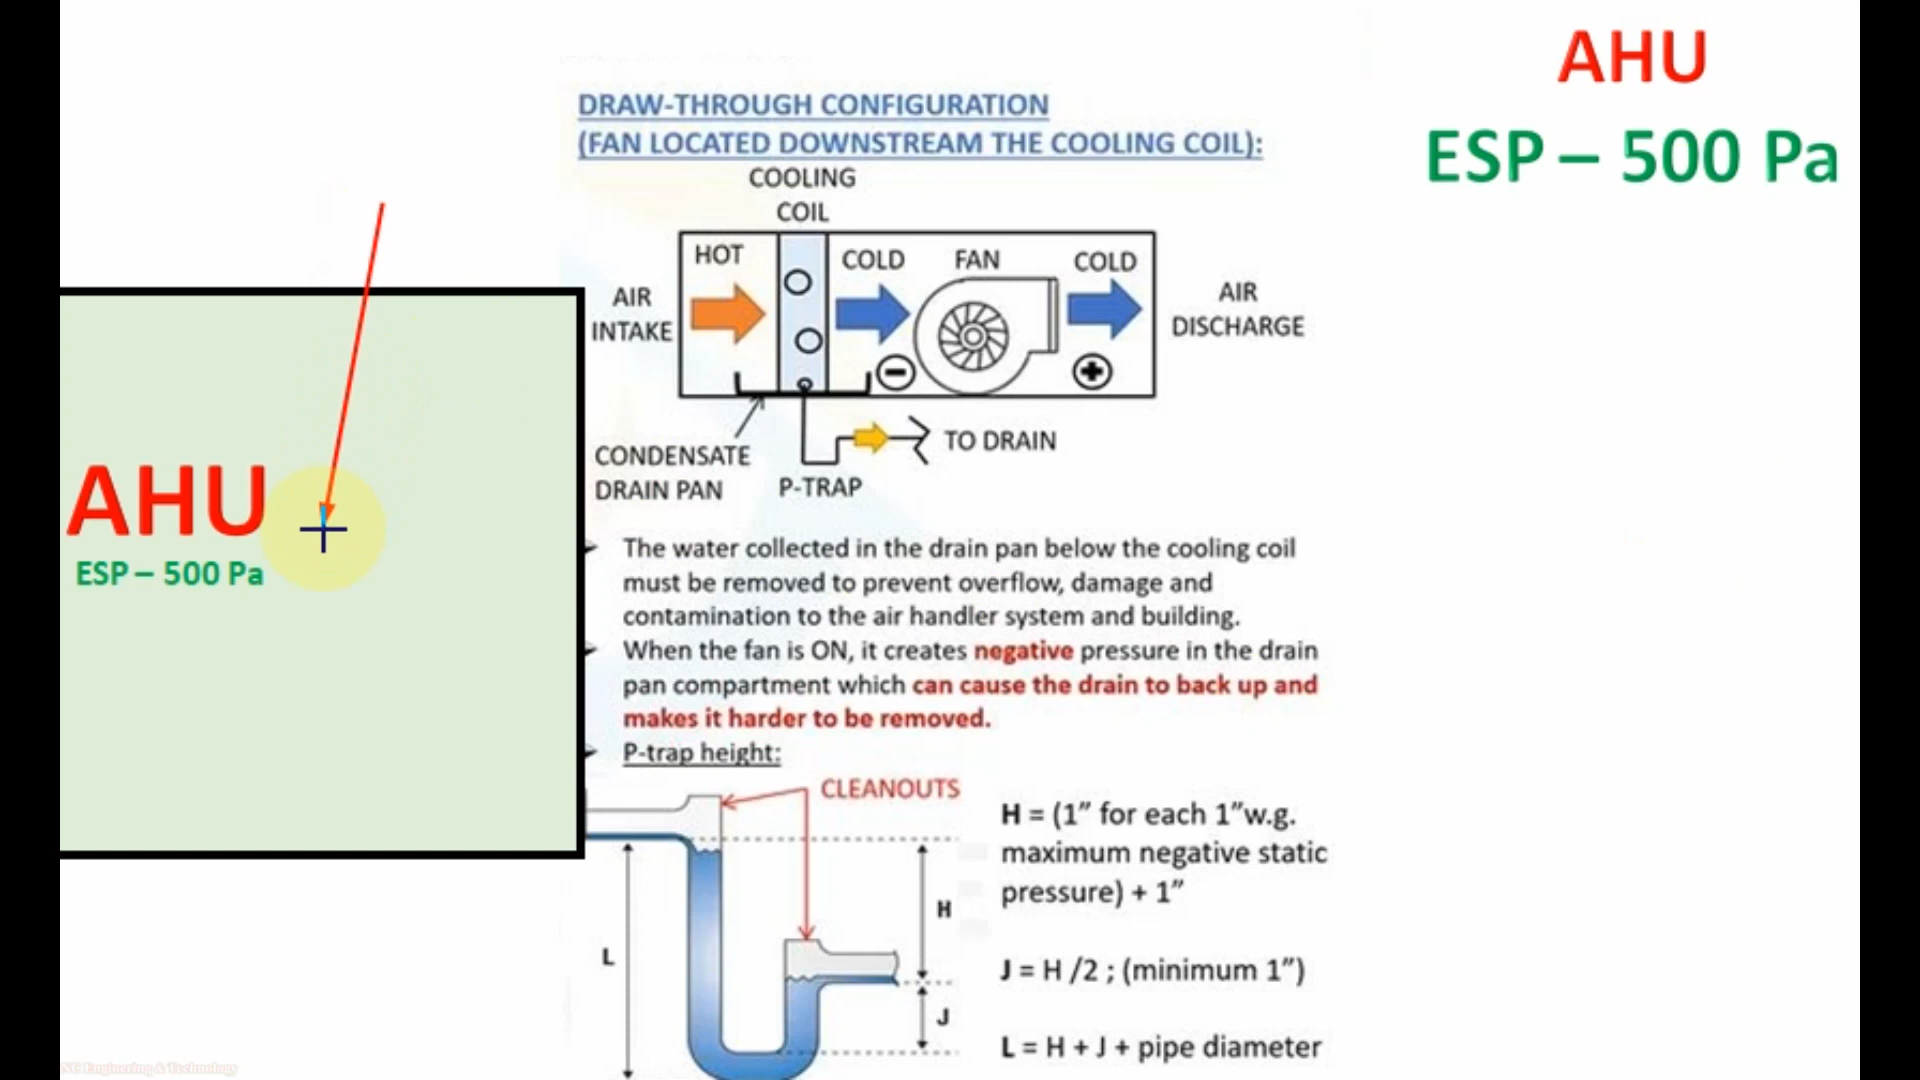 AHU
ESP – 500 Pa
DRAW-THROUGH CONFIGURATION
(FAN LOCATED DOWNSTREAM THE COOLING COIL):
COOLING
COIL
HOT
COLD
FAN
COLD
AIR
INTAKE
AIR
DISCHARGE
TO DRAIN
CONDENSATE
DRAIN PAN
P-TRAP
AHU
ESP – 500 Pa
The water collected in the drain pan below the cooling coil
must be removed to prevent overflow, damage and
contamination to the air handler system and building.
When the fan is ON, it creates negative pressure in the drain
pan compartment which can cause the drain to back up and
makes it harder to be removed.
P-trap height:
CLEANOUTS
H = (1” for each 1”w.g.
maximum negative static
pressure) + 1”
H
L
J = H /2 ; (minimum 1”)
J
L = H + J + pipe diameter